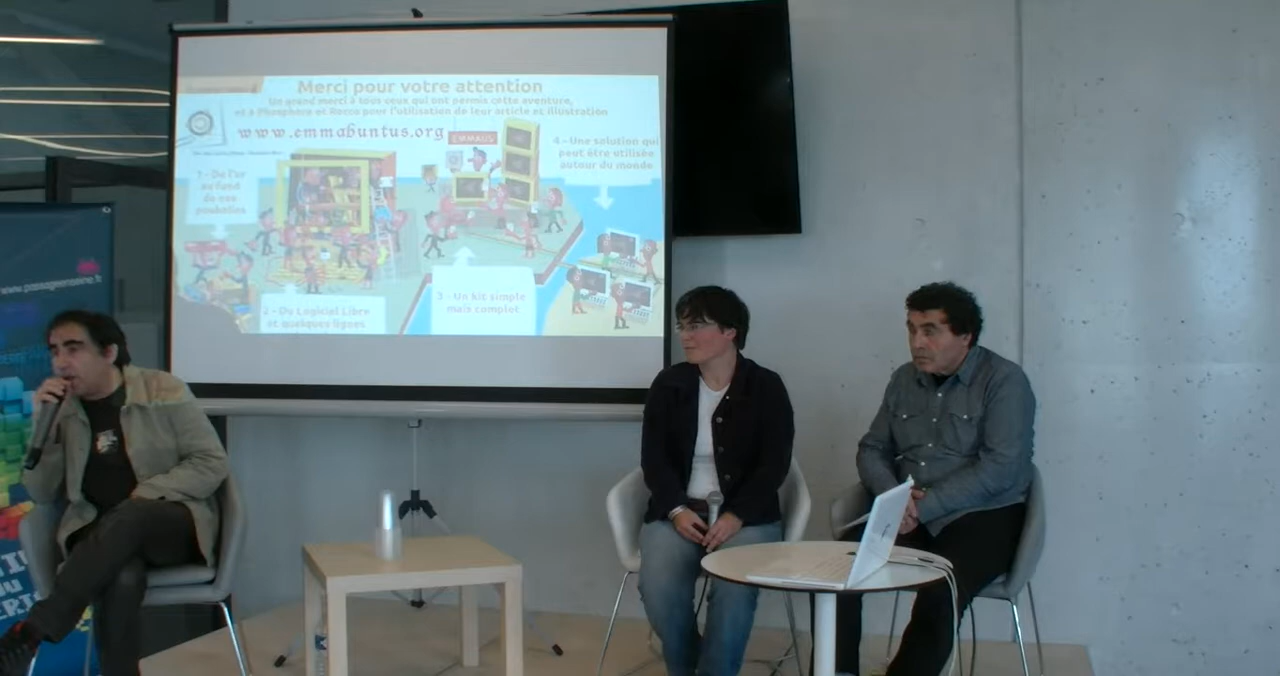 Merci pour votre attention
Un grand merci à tous ceux qui ont permis cette aventure,
et à Phosphore et Rocco pour l'utilisation de leur article et illustration
www.emmabuntus.org
EMMAÜS
4 - Une solution qui
peut être utilisée
autour du monde
1 - De l'or
au fond
de nos
poubelles
3 - Un kit simple
mais complet
2 - Du Logiciel Libre
et quelques lignes
www.passageenseine.fr